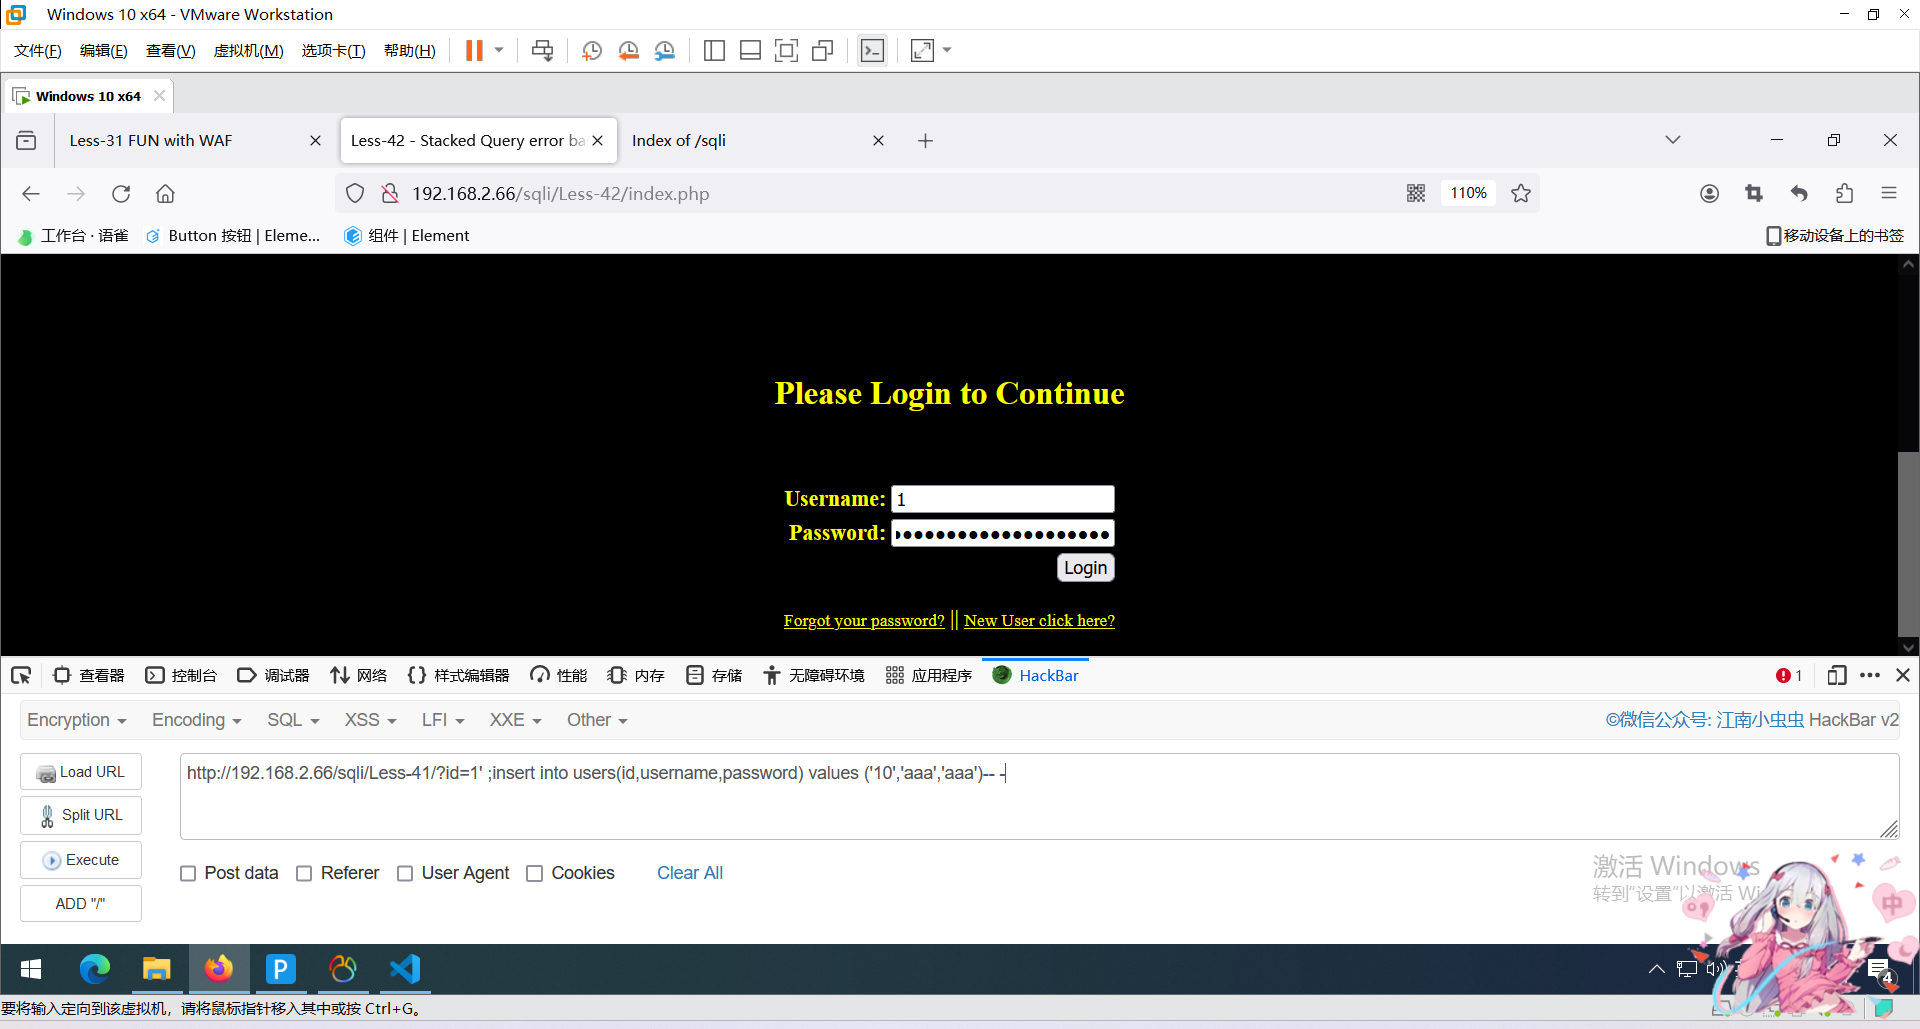 Windows 10 x64 - VMware Workstation
文件(F) 编辑(E) 查看(V) 虚拟机(M) 选项卡(T) 帮助(H)
Windows 10 x64
Less-31 FUN with WAF
Less-42 - Stacked Query error ba
Index of /sqli
192.168.2.66/sqli/Less-42/index.php
110%
工作台 · 语雀
Button 按钮 | Eleme...
组件 | Element
移动设备上的书签
Please Login to Continue
Username: 1
Password:
Login
Forgot your password? || New User click here?
查看器 控制台 调试器 网络 样式编辑器 性能 内存 存储 无障碍环境 应用程序 HackBar 1
Encryption Encoding SQL XSS LFI XXE Other
©微信公众号: 江南小虫虫 HackBar v2
Load URL
http://192.168.2.66/sqli/Less-41/?id=1' ;insert into users(id,username,password) values ('10','aaa','aaa')-- -
Split URL
Execute
Post data Referer User Agent Cookies Clear All
ADD "/"
激活 Windows
转到"设置"以激活 Wi
中
4
要将输入定向到该虚拟机，请将鼠标指针移入其中或按 Ctrl+G。